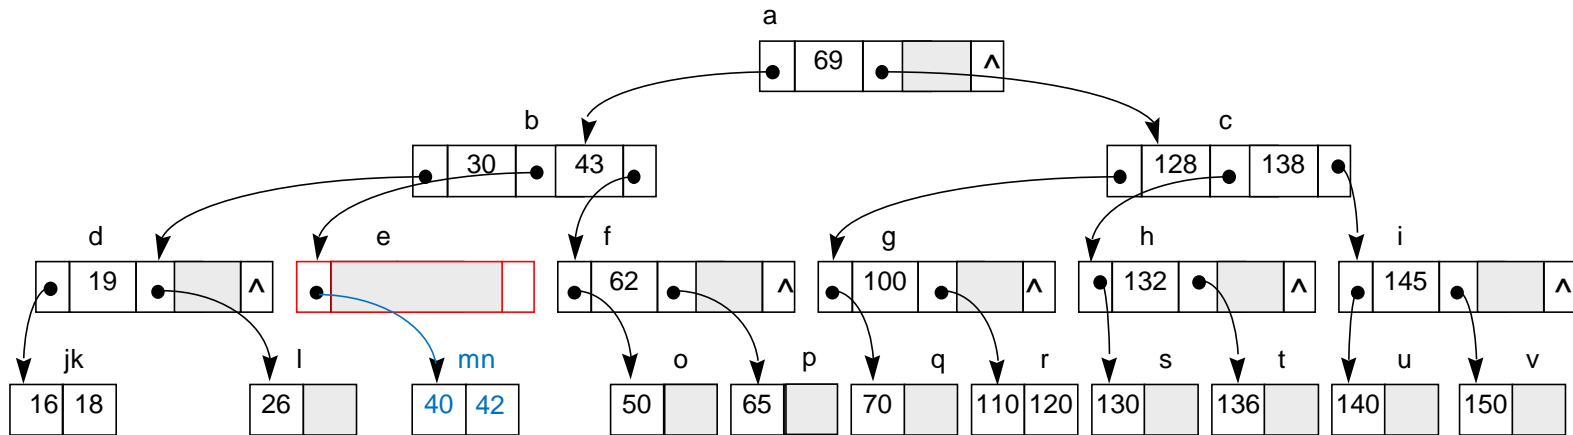 a
69 ^
b c
30 43 128 138
d e f g h i
19 ^ 62 ^ 100 ^ 132 ^ 145 ^
jk l mn o p q r s t u v
16 18 26 40 42 50 65 70 110 120 130 136 140 150